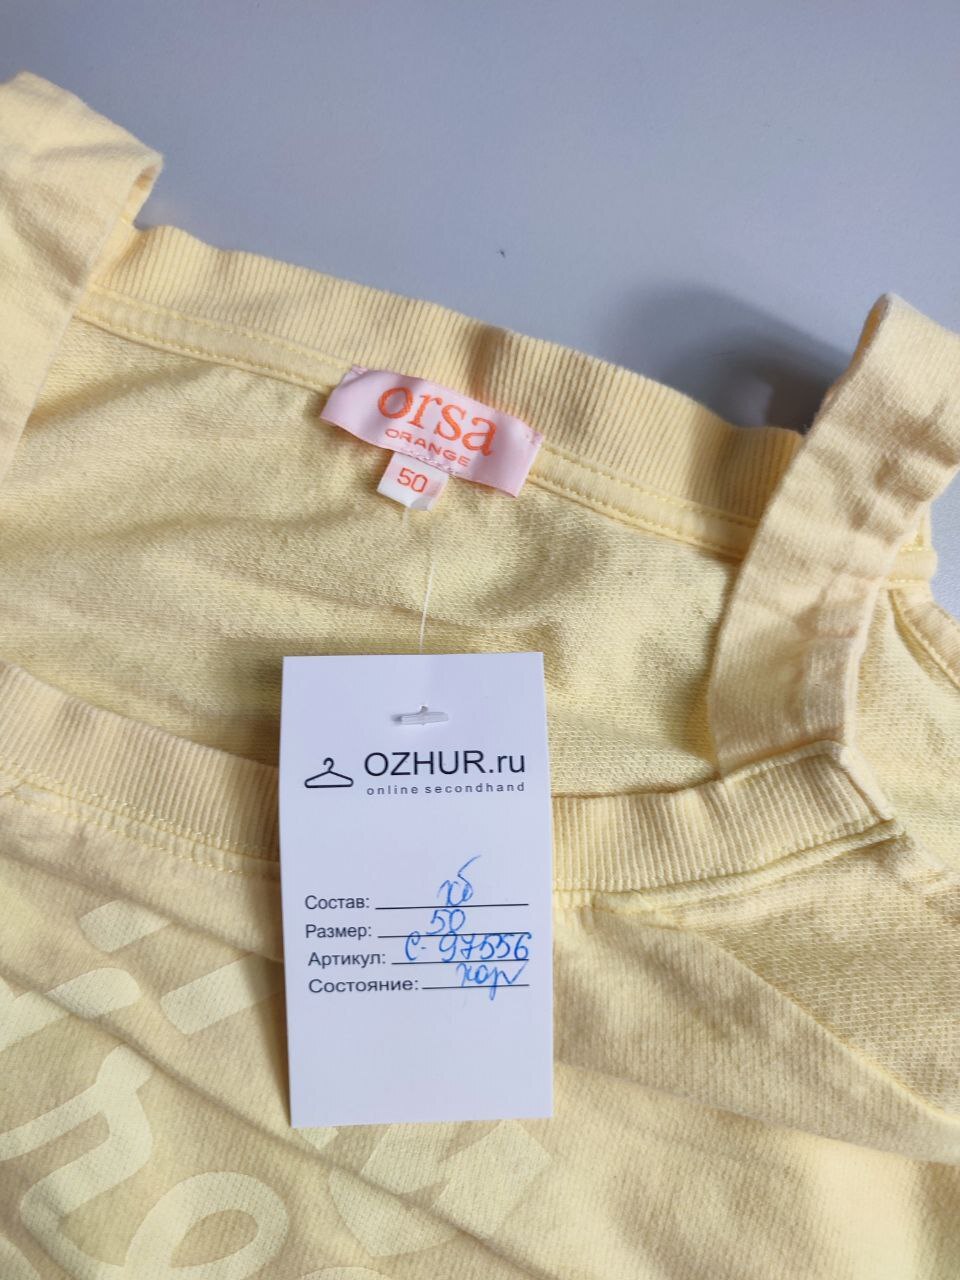 orsa
ORANGE
50
OZHUR.ru
online secondhand
Состав: хб
Размер: 50
Артикул: С-97556
Состояние: хор